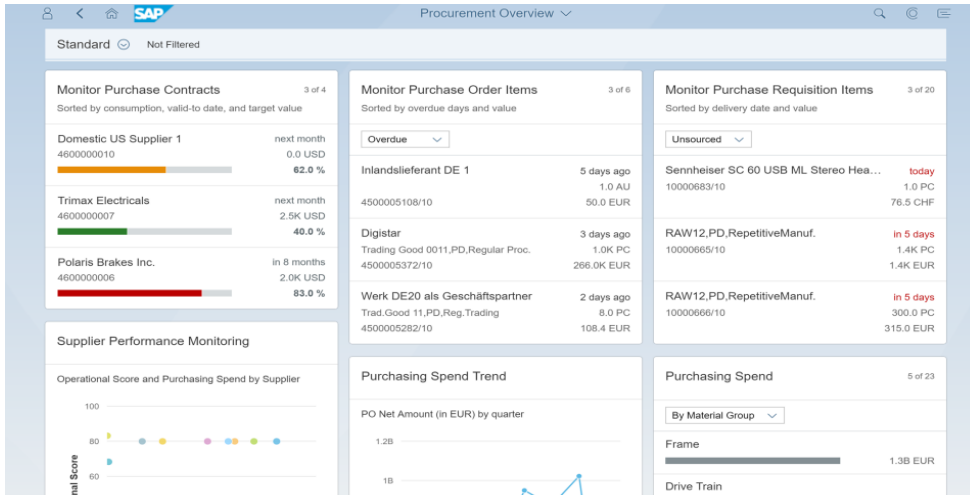 SAP
Procurement Overview
Standard
Not Filtered
Monitor Purchase Contracts
3 of 4
Sorted by consumption, valid-to date, and target value
Domestic US Supplier 1
next month
4600000010
0.0 USD
62.0 %
Trimax Electricals
next month
4600000007
2.5K USD
40.0 %
Polaris Brakes Inc.
in 8 months
4600000006
2.0K USD
83.0 %
Supplier Performance Monitoring
Operational Score and Purchasing Spend by Supplier
100
80
60
nal Score
Monitor Purchase Order Items
3 of 6
Sorted by overdue days and value
Overdue
Inlandslieferant DE 1
5 days ago
1.0 AU
4500005108/10
50.0 EUR
Digistar
3 days ago
Trading Good 0011,PD,Regular Proc.
1.0K PC
4500005372/10
266.0K EUR
Werk DE20 als Geschäftspartner
2 days ago
Trad.Good 11,PD,Reg.Trading
8.0 PC
4500005282/10
108.4 EUR
Purchasing Spend Trend
PO Net Amount (in EUR) by quarter
1.2B
1B
Monitor Purchase Requisition Items
3 of 20
Sorted by delivery date and value
Unsourced
Sennheiser SC 60 USB ML Stereo Hea...
today
10000683/10
1.0 PC
76.5 CHF
RAW12,PD,RepetitiveManuf.
in 5 days
10000665/10
1.4K PC
1.4K EUR
RAW12,PD,RepetitiveManuf.
in 5 days
10000666/10
300.0 PC
315.0 EUR
Purchasing Spend
5 of 23
By Material Group
Frame
1.3B EUR
Drive Train